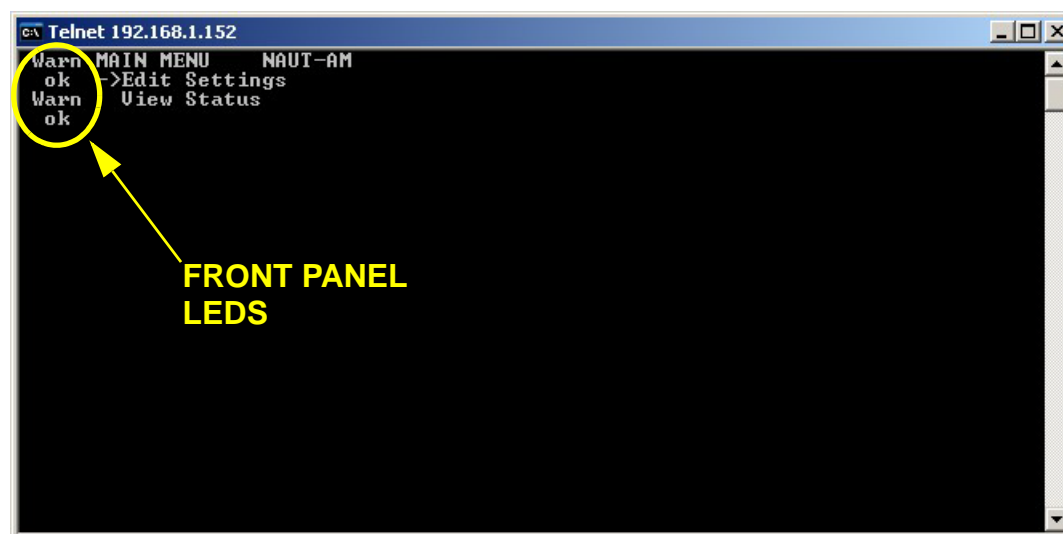 Telnet 192.168.1.152
Warn MAIN MENU NAUT-AM
ok ->Edit Settings
Warn View Status
ok
FRONT PANEL
LEDS